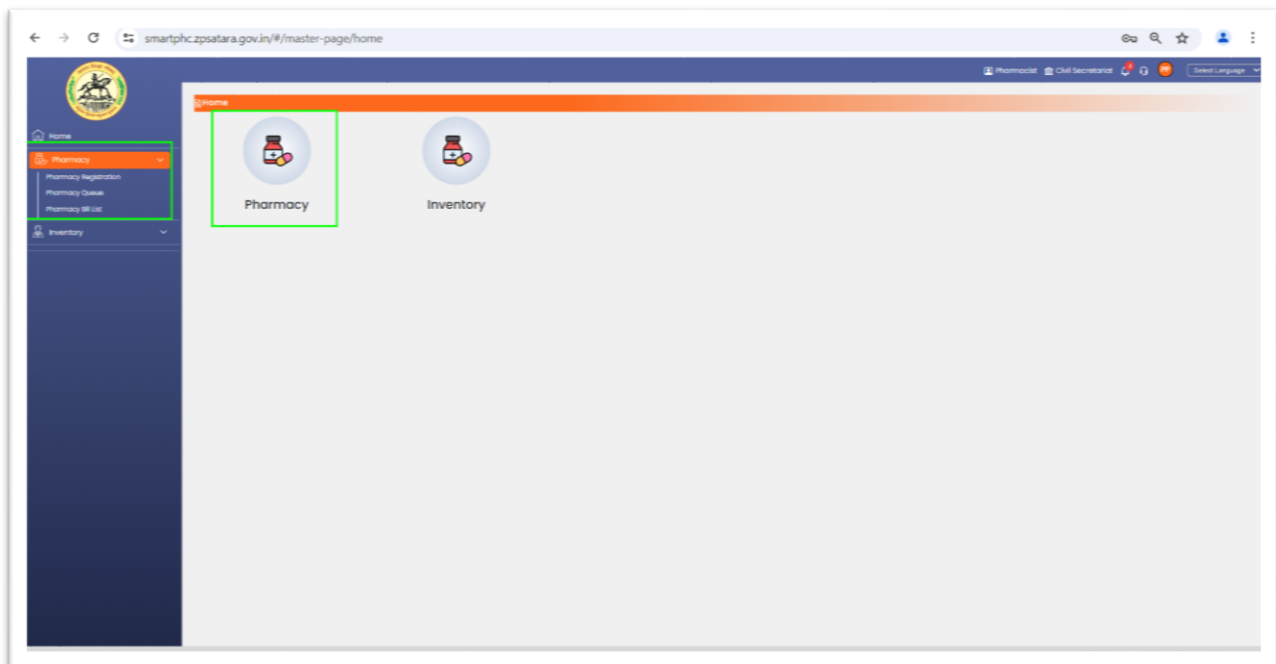 smartphc.zpsatara.gov.in/#/master-page/home
Pharmacist Civil Secretariat Select Language
Home
Home
Pharmacy
Pharmacy Registration
Pharmacy Queue
Pharmacy Bill List
Inventory
Pharmacy Inventory